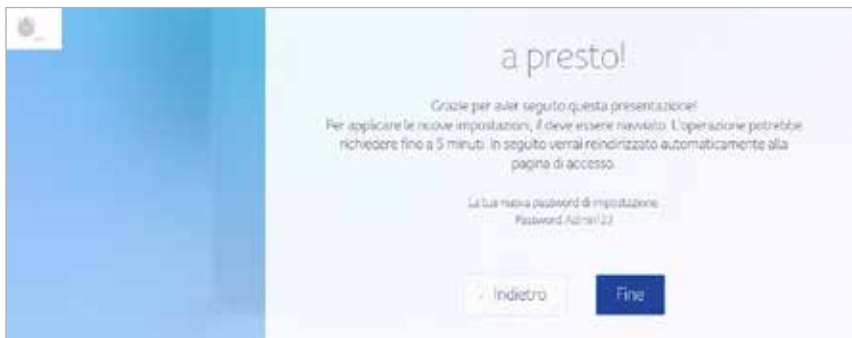 a presto!
Grazie per aver seguito questa presentazione!
Per applicare le nuove impostazioni, il deve essere riavviato. L'operazione potrebbe
richiedere fino a 5 minuti. In seguito verrai reindirizzato automaticamente alla
pagina di accesso.
La tua nuova password di impostazione
Password Admin123
Indietro
Fine